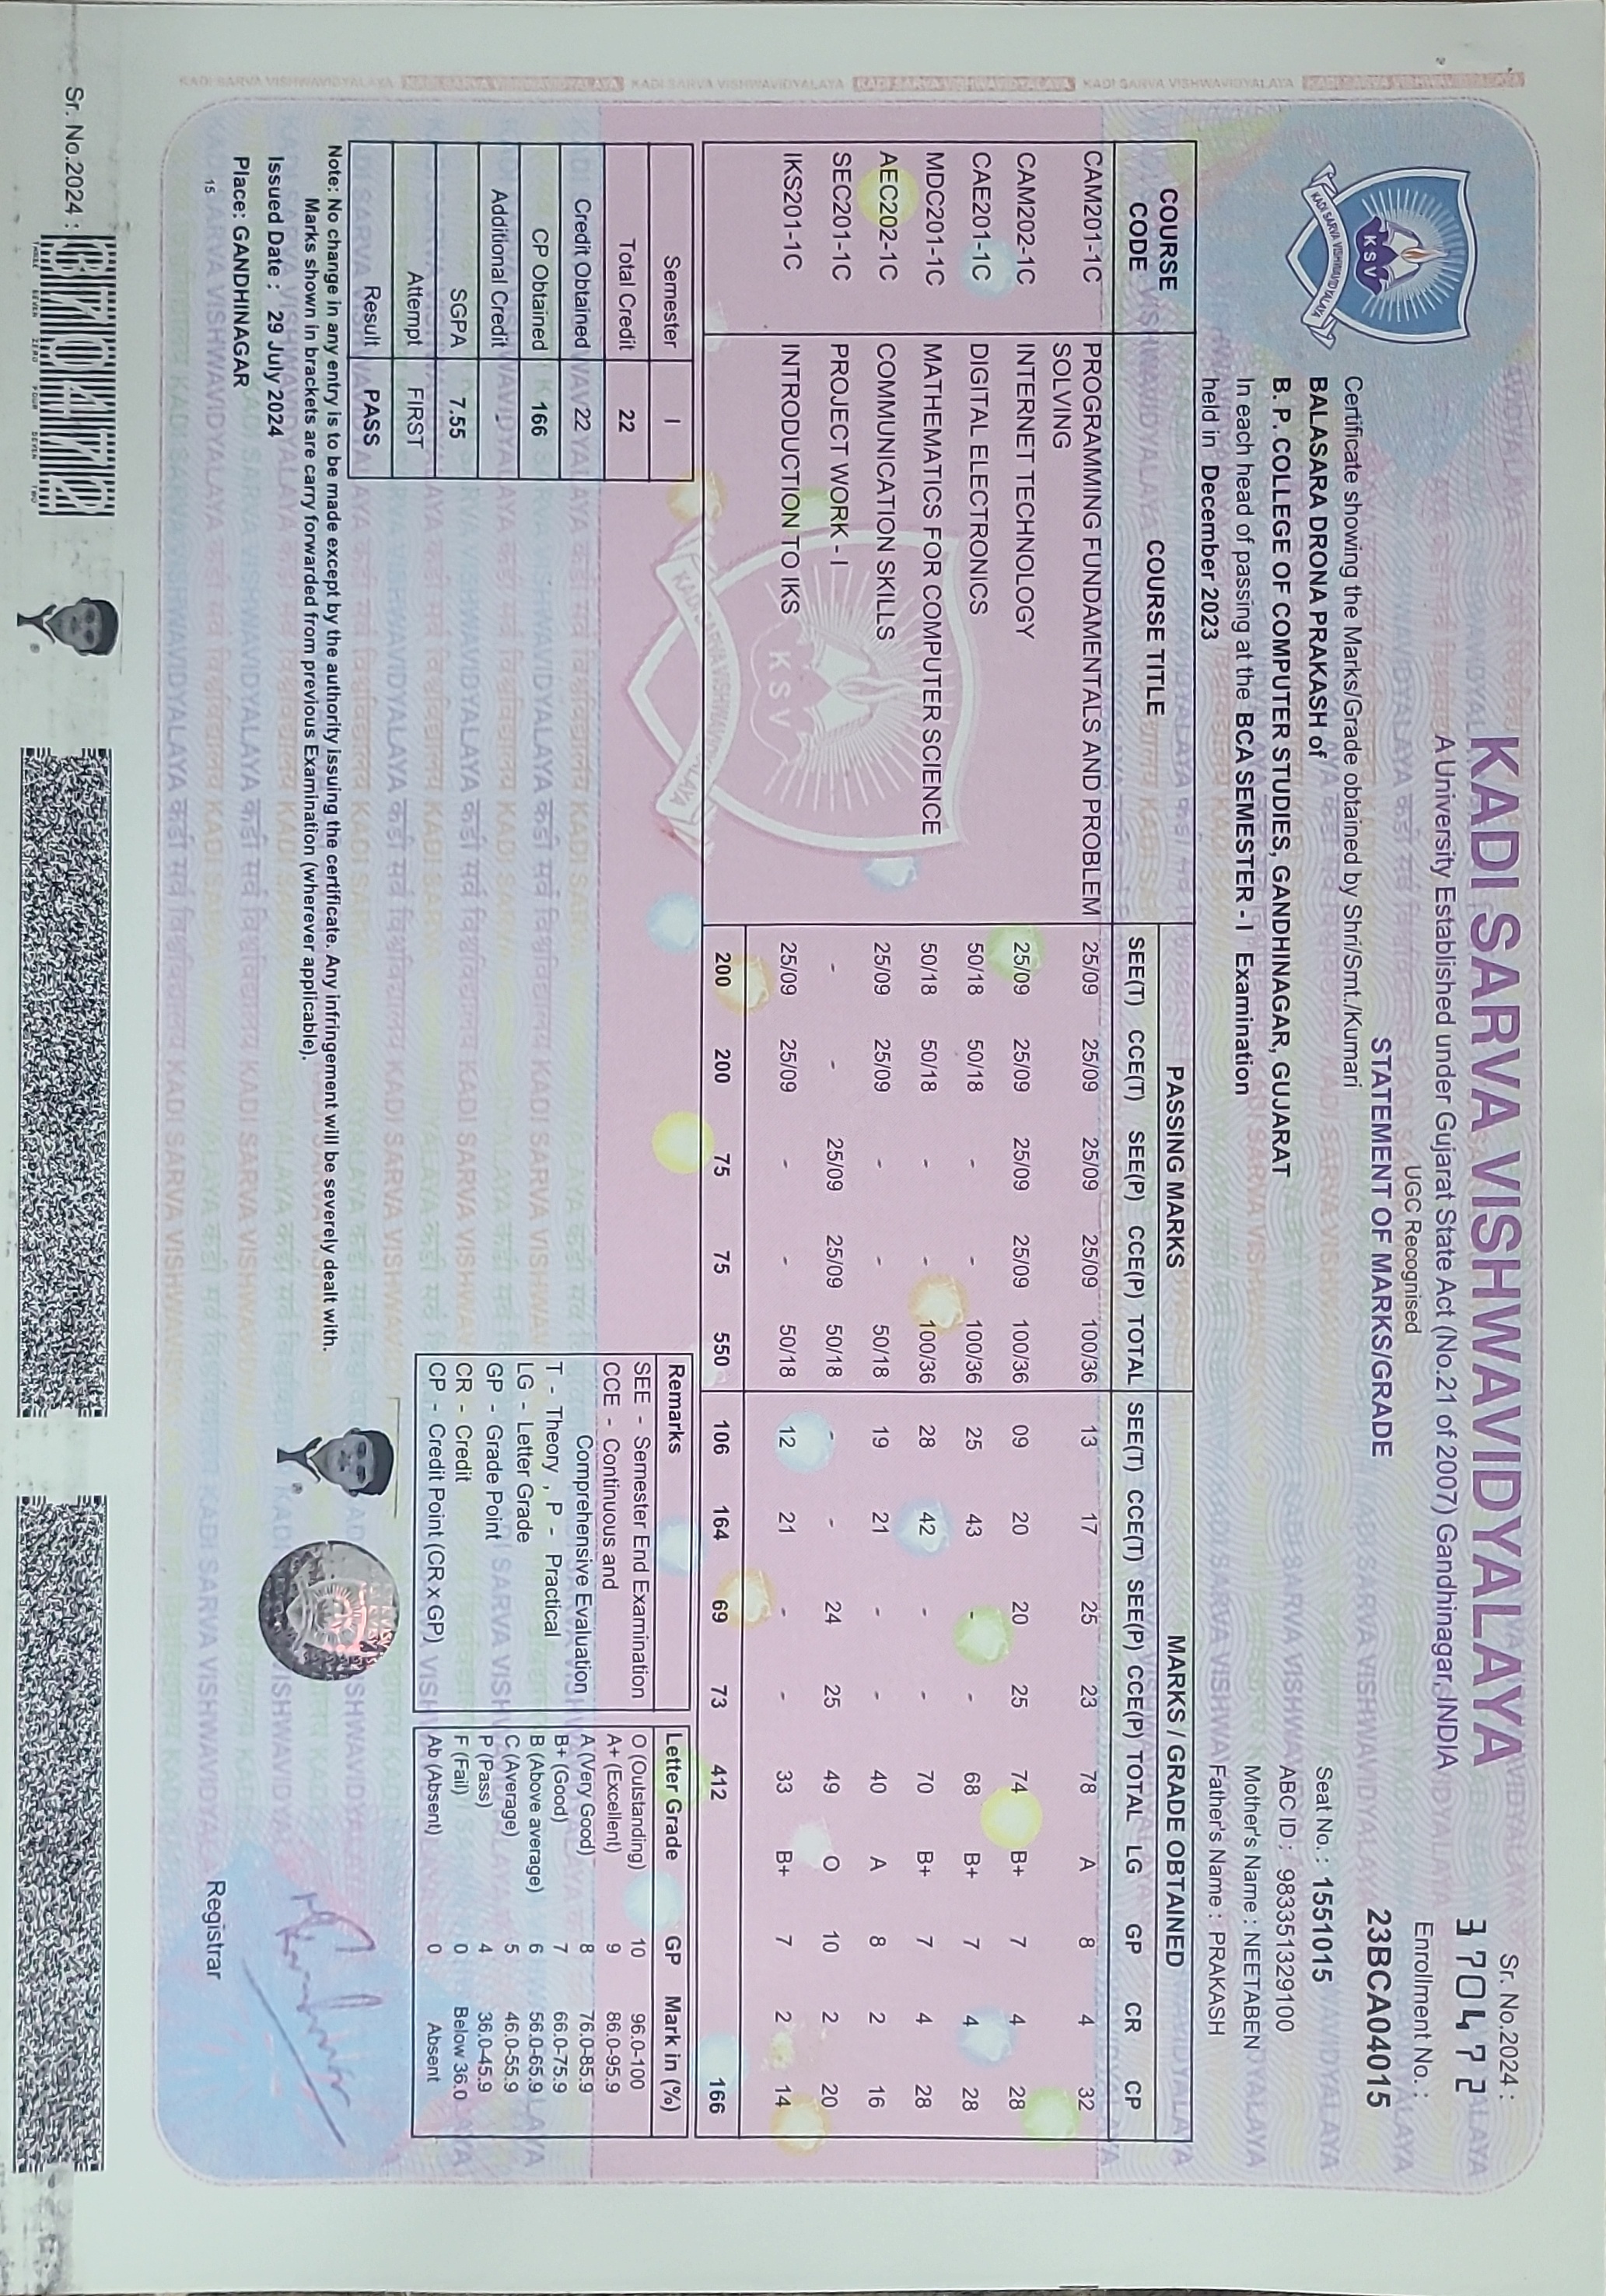 KADI SARVA VISHWAVIDYALAYA
A University Established under Gujarat State Act (No.21 of 2007) Gandhinagar, INDIA
UGC Recognised
STATEMENT OF MARKS/GRADE
Sr. No.2024 :
370472
Enrollment No. :
23BCA04015
KSV
KADI SARVA VISHWAVIDYALAYA
Certificate showing the Marks/Grade obtained by Shri/Smt./Kumari
BALASARA DRONA PRAKASH of
B. P. COLLEGE OF COMPUTER STUDIES, GANDHINAGAR, GUJARAT
In each head of passing at the BCA SEMESTER - I Examination
held in December 2023
Seat No. : 1551015
ABC ID : 983351329100
Mother's Name : NEETABEN
Father's Name : PRAKASH
COURSE CODE COURSE TITLE PASSING MARKS MARKS / GRADE OBTAINED
SEE(T) CCE(T) SEE(P) CCE(P) TOTAL SEE(T) CCE(T) SEE(P) CCE(P) TOTAL LG GP CR CP
CAM201-1C PROGRAMMING FUNDAMENTALS AND PROBLEM 25/09 25/09 25/09 25/09 100/36 13 17 25 23 78 A 8 4 32
SOLVING
CAM202-1C INTERNET TECHNOLOGY 25/09 25/09 25/09 25/09 100/36 09 20 20 25 74 B+ 7 4 28
CAE201-1C DIGITAL ELECTRONICS 50/18 50/18 - - 100/36 25 43 - - 68 B+ 7 4 28
MDC201-1C MATHEMATICS FOR COMPUTER SCIENCE 50/18 50/18 - - 100/36 28 42 - - 70 B+ 7 4 28
AEC202-1C COMMUNICATION SKILLS 25/09 25/09 - - 50/18 19 21 - - 40 A 8 2 16
SEC201-1C PROJECT WORK - I - - 25/09 25/09 50/18 - - 24 25 49 O 10 2 20
IKS201-1C INTRODUCTION TO IKS 25/09 25/09 - - 50/18 12 21 - - 33 B+ 7 2 14
200 200 75 75 550 106 164 69 73 412 166
KSV
KADI SARVA VISHWAVIDYALAYA
Semester I
Total Credit 22
Credit Obtained 22
CP Obtained 166
Additional Credit -
SGPA 7.55
Attempt FIRST
Result PASS
Remarks
SEE - Semester End Examination
CCE - Continuous and
Comprehensive Evaluation
T - Theory , P - Practical
LG - Letter Grade
GP - Grade Point
CR - Credit
CP - Credit Point (CR x GP)
Letter Grade GP Mark in (%)
O (Outstanding) 10 96.0-100
A+ (Excellent) 9 86.0-95.9
A (Very Good) 8 76.0-85.9
B+ (Good) 7 66.0-75.9
B (Above average) 6 56.0-65.9
C (Average) 5 46.0-55.9
P (Pass) 4 36.0-45.9
F (Fail) 0 Below 36.0
Ab (Absent) 0 Absent
Note: No change in any entry is to be made except by the authority issuing the certificate. Any infringement will be severely dealt with.
Marks shown in brackets are carry forwarded from previous Examination (wherever applicable).
Issued Date : 29 July 2024
Place: GANDHINAGAR
15
Registrar
Sr. No.2024 : 370472
THREE SEVEN ZERO FOUR SEVEN TWO